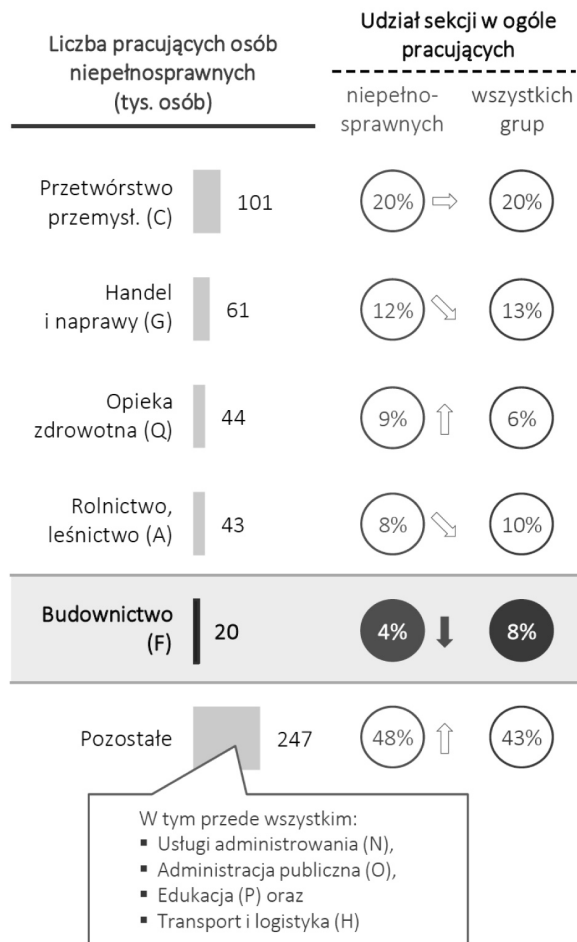 Liczba pracujących osób
niepełnosprawnych
(tys. osób)
Udział sekcji w ogóle
pracujących
niepełno-
sprawnych
wszystkich
grup
Przetwórstwo
przemysł. (C)
101
20%
20%
Handel
i naprawy (G)
61
12%
13%
Opieka
zdrowotna (Q)
44
9%
6%
Rolnictwo,
leśnictwo (A)
43
8%
10%
Budownictwo
(F)
20
4%
8%
Pozostałe
247
48%
43%
W tym przede wszystkim:
▪ Usługi administrowania (N),
▪ Administracja publiczna (O),
▪ Edukacja (P) oraz
▪ Transport i logistyka (H)